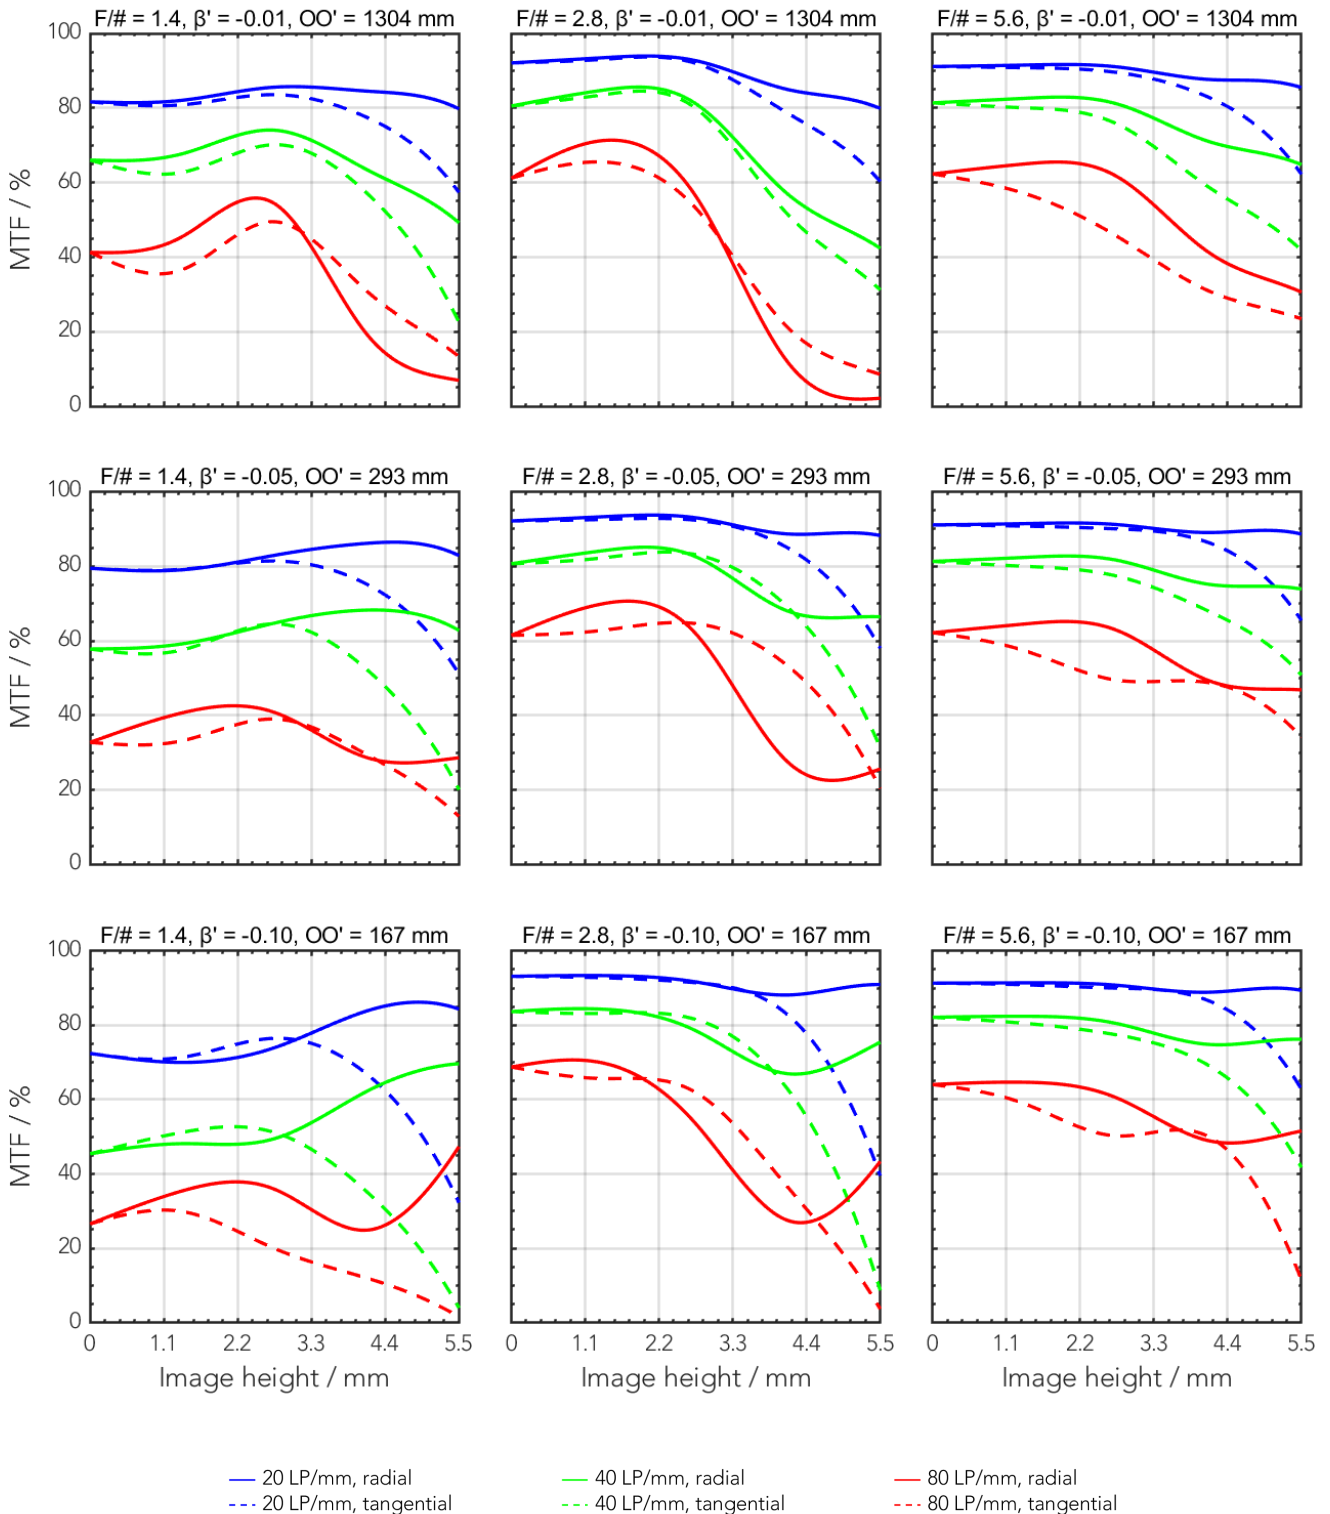 F/# = 1.4, β' = -0.01, OO' = 1304 mm
F/# = 2.8, β' = -0.01, OO' = 1304 mm
F/# = 5.6, β' = -0.01, OO' = 1304 mm
100
80
60
40
20
0
MTF / %
F/# = 1.4, β' = -0.05, OO' = 293 mm
F/# = 2.8, β' = -0.05, OO' = 293 mm
F/# = 5.6, β' = -0.05, OO' = 293 mm
100
80
60
40
20
0
MTF / %
F/# = 1.4, β' = -0.10, OO' = 167 mm
F/# = 2.8, β' = -0.10, OO' = 167 mm
F/# = 5.6, β' = -0.10, OO' = 167 mm
100
80
60
40
20
0
MTF / %
0 1.1 2.2 3.3 4.4 5.5
0 1.1 2.2 3.3 4.4 5.5
0 1.1 2.2 3.3 4.4 5.5
Image height / mm
Image height / mm
Image height / mm
20 LP/mm, radial
40 LP/mm, radial
80 LP/mm, radial
20 LP/mm, tangential
40 LP/mm, tangential
80 LP/mm, tangential